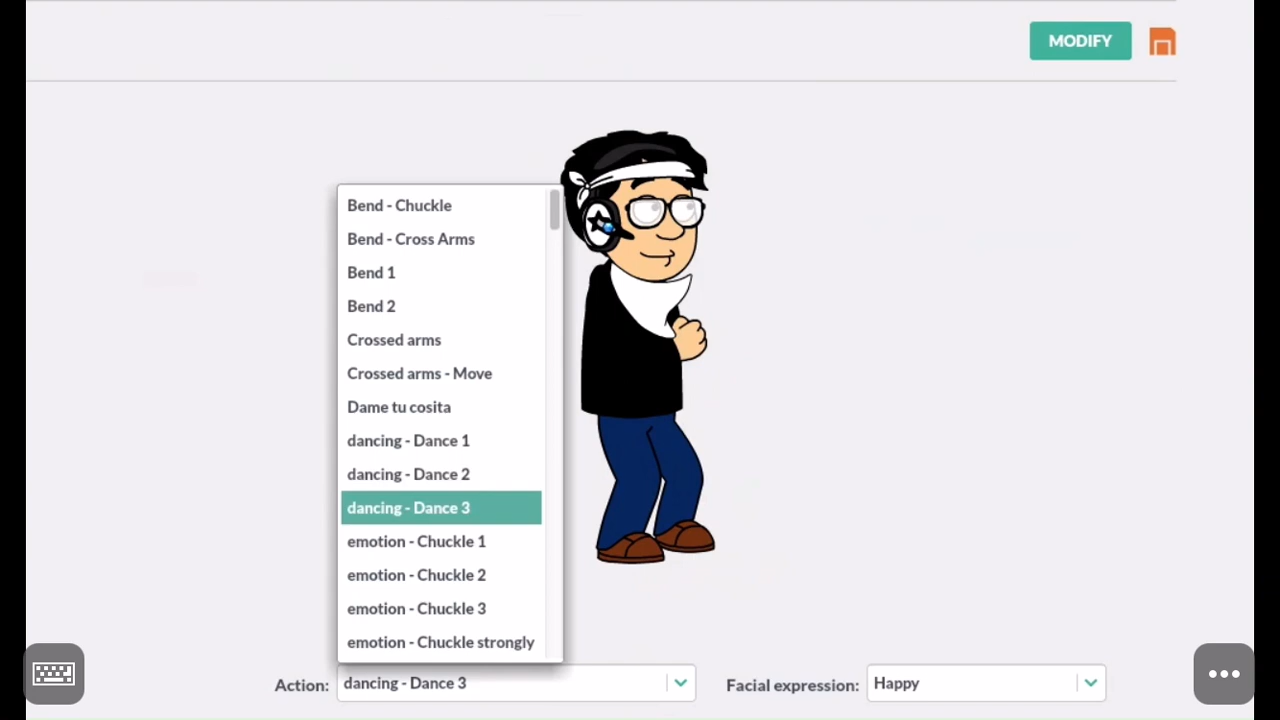 MODIFY
Bend - Chuckle
Bend - Cross Arms
Bend 1
Bend 2
Crossed arms
Crossed arms - Move
Dame tu cosita
dancing - Dance 1
dancing - Dance 2
dancing - Dance 3
emotion - Chuckle 1
emotion - Chuckle 2
emotion - Chuckle 3
emotion - Chuckle strongly
Action: dancing - Dance 3 Facial expression: Happy